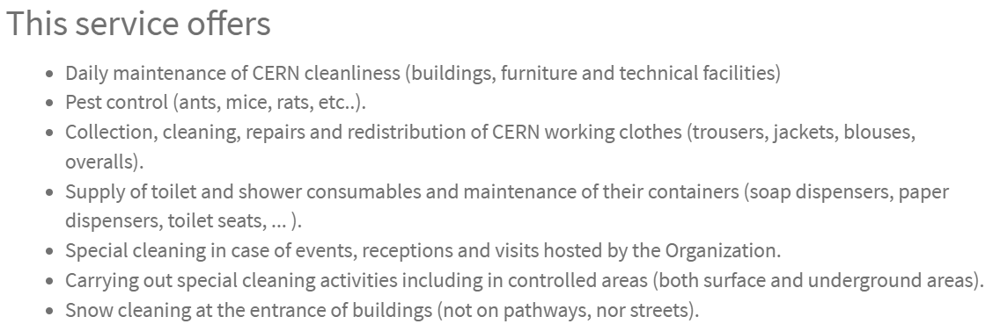 This service offers
• Daily maintenance of CERN cleanliness (buildings, furniture and technical facilities)
• Pest control (ants, mice, rats, etc..).
• Collection, cleaning, repairs and redistribution of CERN working clothes (trousers, jackets, blouses,
overalls).
• Supply of toilet and shower consumables and maintenance of their containers (soap dispensers, paper
dispensers, toilet seats, ... ).
• Special cleaning in case of events, receptions and visits hosted by the Organization.
• Carrying out special cleaning activities including in controlled areas (both surface and underground areas).
• Snow cleaning at the entrance of buildings (not on pathways, nor streets).